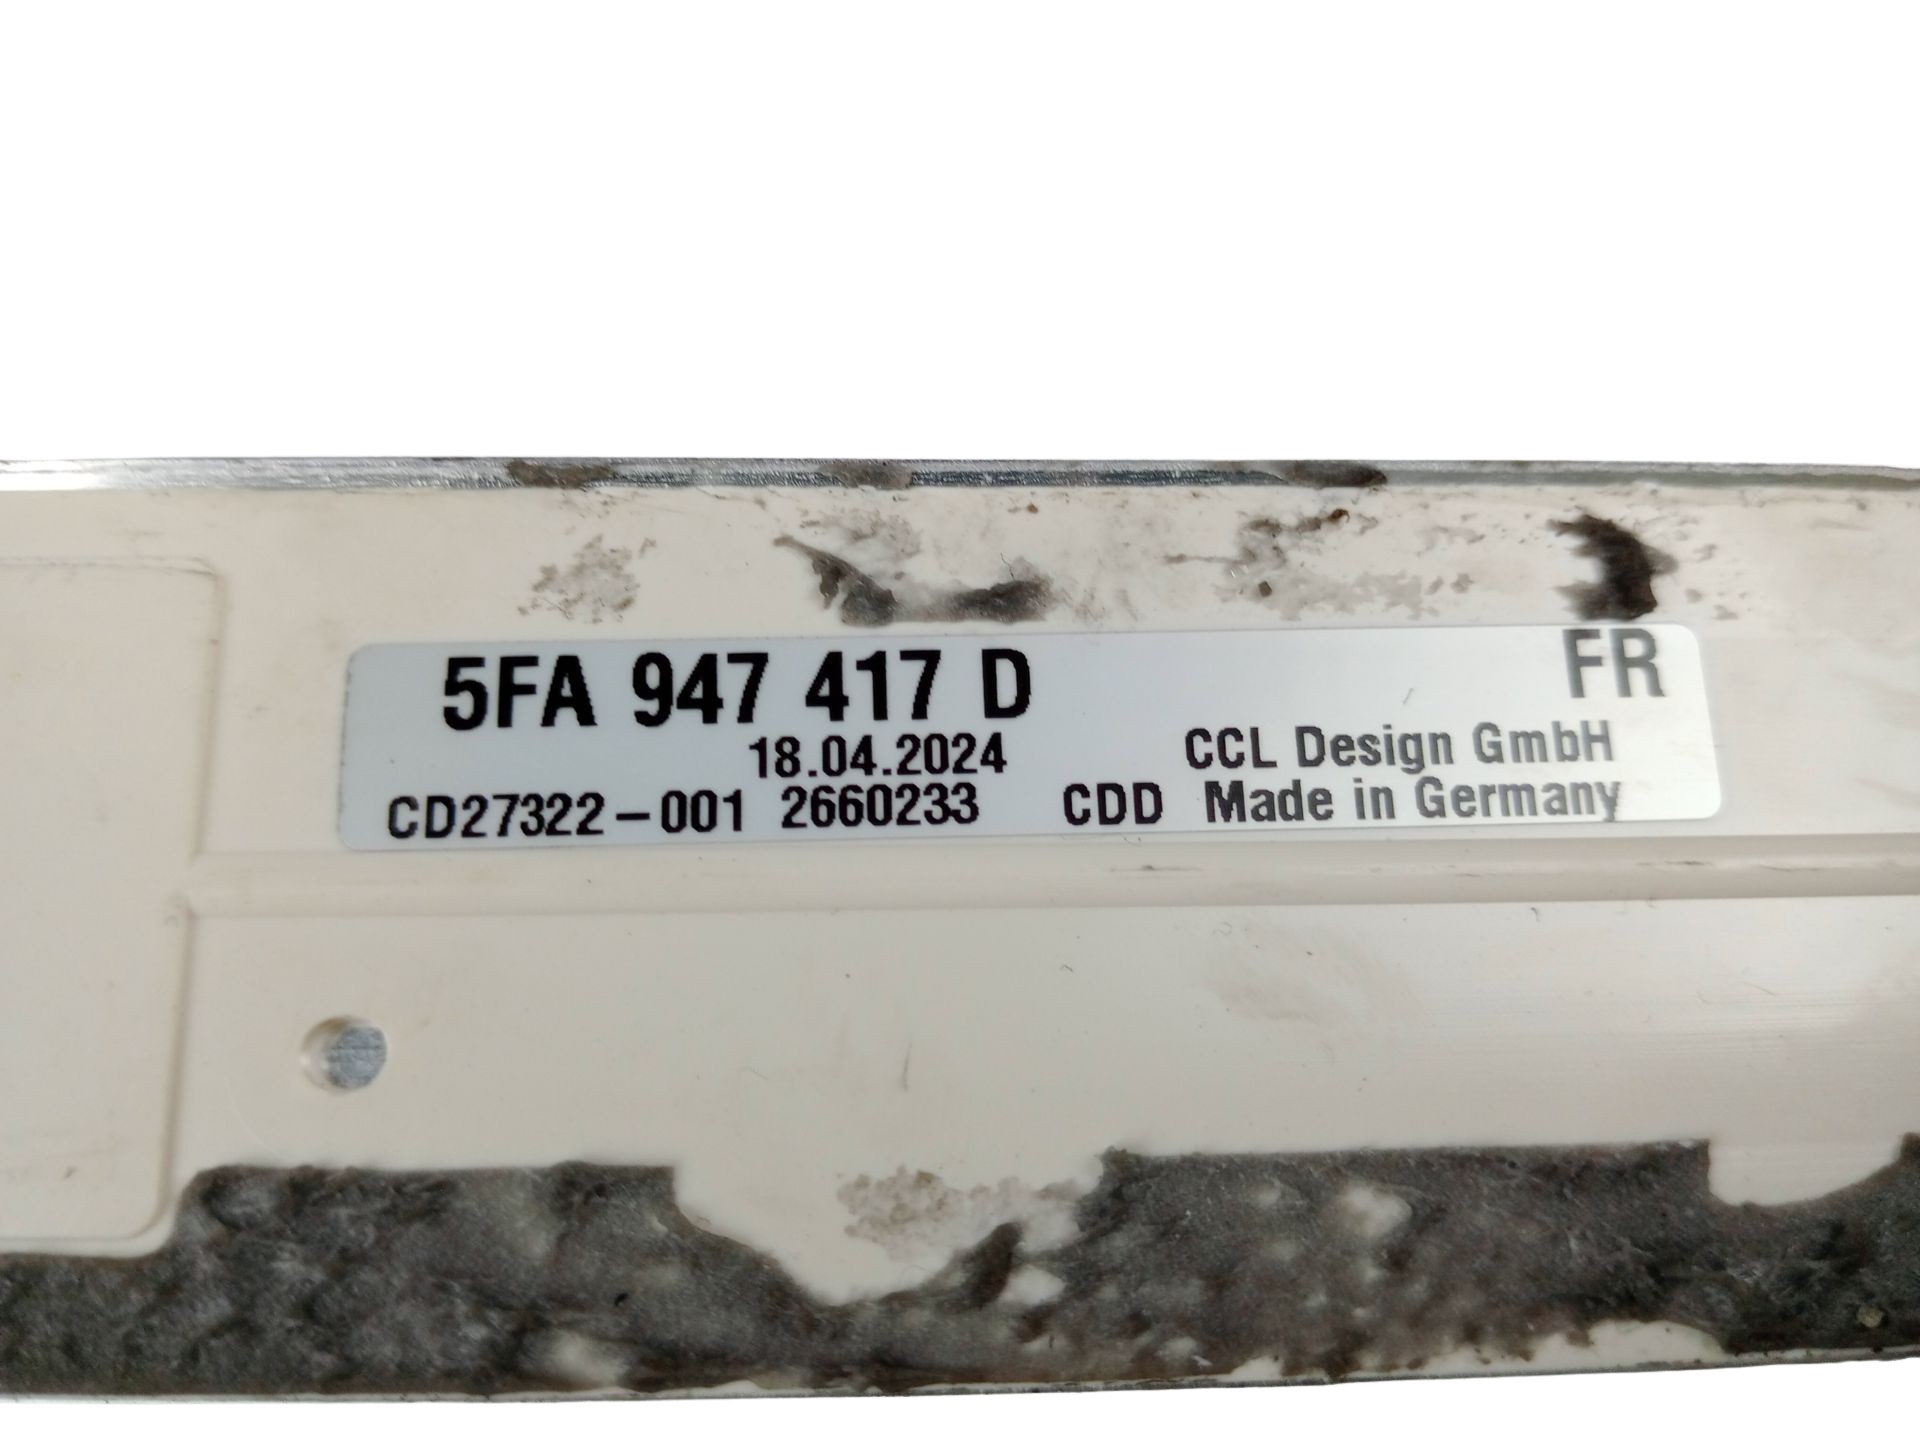 5FA 947 417 D FR
18.04.2024 CCL Design GmbH
CD27322-001 2660233 CDD Made in Germany